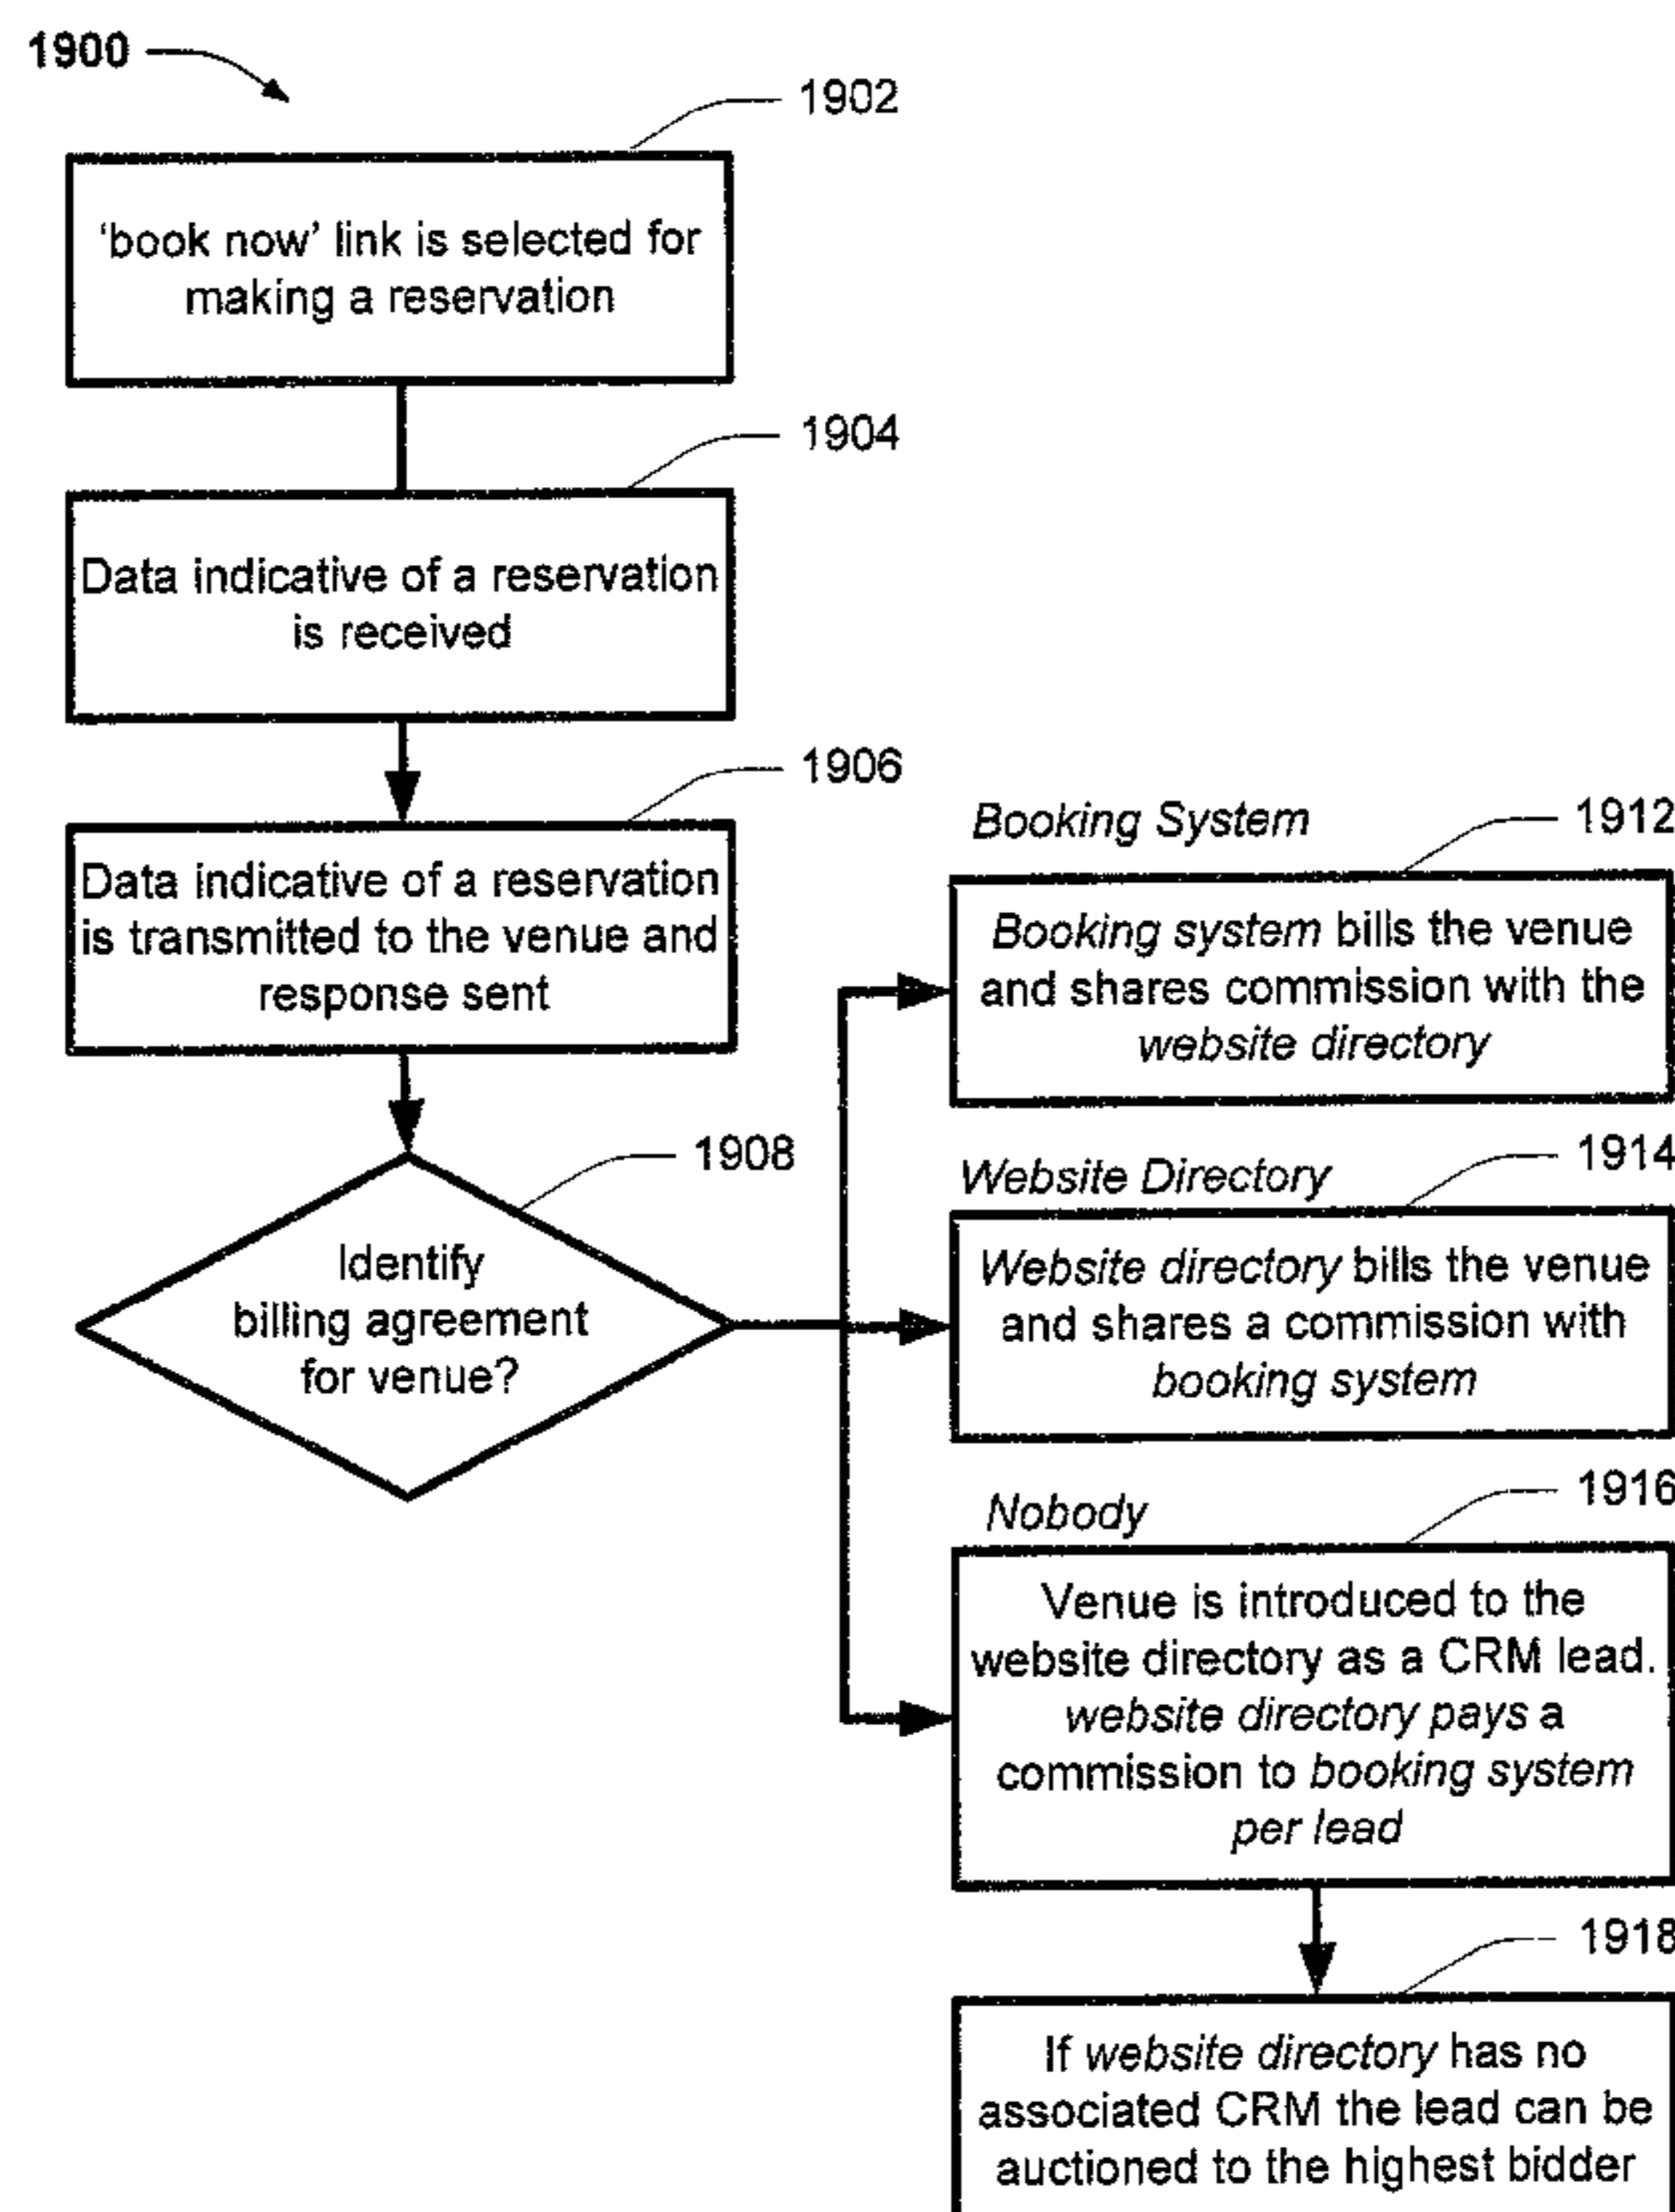 1900
1902
‘book now’ link is selected for
making a reservation
1904
Data indicative of a reservation
is received
1906
Data indicative of a reservation
is transmitted to the venue and
response sent
1908
Identify
billing agreement
for venue?
Booking System
1912
Booking system bills the venue
and shares commission with the
website directory
Website Directory
1914
Website directory bills the venue
and shares a commission with
booking system
Nobody
1916
Venue is introduced to the
website directory as a CRM lead.
website directory pays a
commission to booking system
per lead
1918
If website directory has no
associated CRM the lead can be
auctioned to the highest bidder